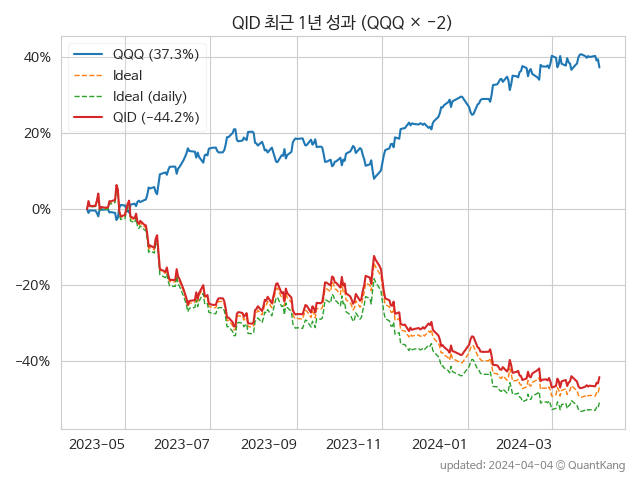 QID 최근 1년 성과 (QQQ × −2)
QQQ (37.3%)
Ideal
Ideal (daily)
QID (−44.2%)
40%
20%
0%
−20%
−40%
2023-05 2023-07 2023-09 2023-11 2024-01 2024-03
updated: 2024-04-04 © QuantKang